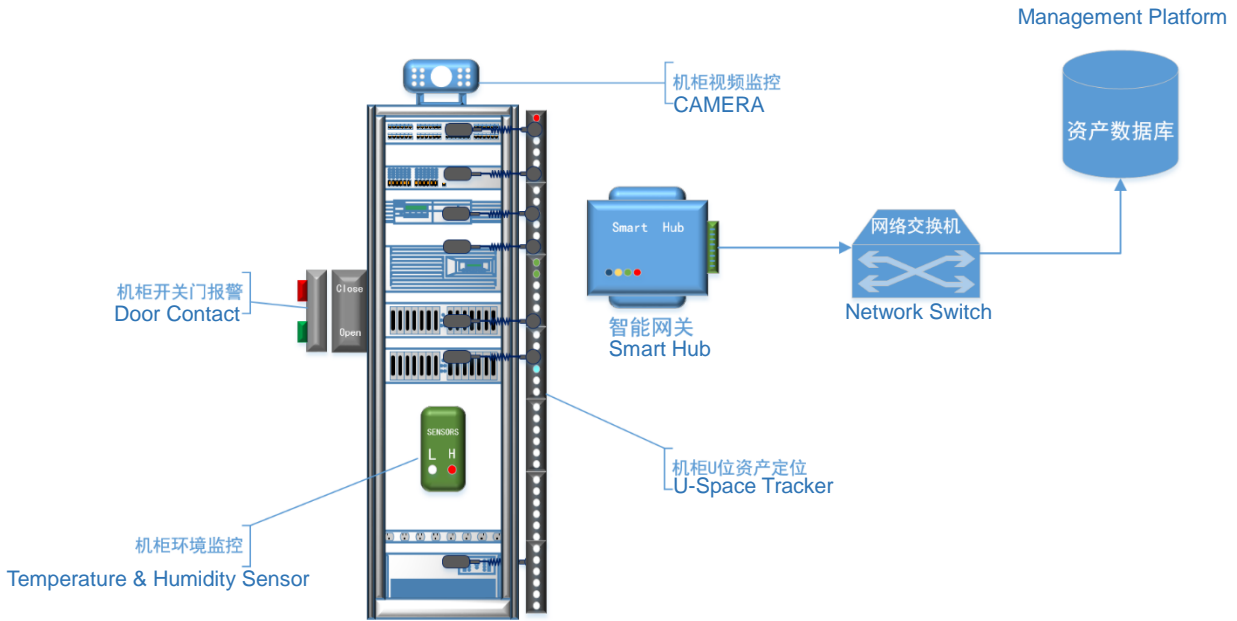 Management Platform
资产数据库
机柜视频监控
CAMERA
Smart Hub
网络交换机
Network Switch
智能网关
Smart Hub
机柜开关门报警
Door Contact
Close
Open
SENSORS
L H
机柜U位资产定位
U-Space Tracker
机柜环境监控
Temperature & Humidity Sensor